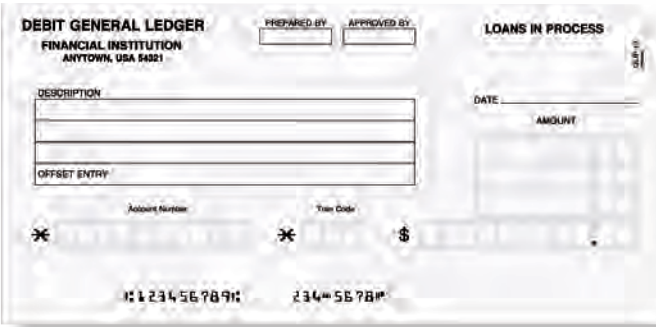 DEBIT GENERAL LEDGER
FINANCIAL INSTITUTION
ANYTOWN, USA 54321
PREPARED BY
APPROVED BY
LOANS IN PROCESS
DESCRIPTION
OFFSET ENTRY
DATE
AMOUNT
Account Number
Tran Code
$ .
⑆123456789⑆ 234⑉5678⑈